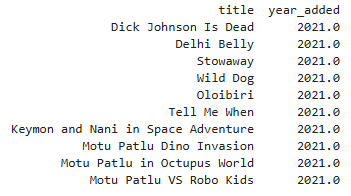 title year_added
Dick Johnson Is Dead 2021.0
Delhi Belly 2021.0
Stowaway 2021.0
Wild Dog 2021.0
Oloibiri 2021.0
Tell Me When 2021.0
Keymon and Nani in Space Adventure 2021.0
Motu Patlu Dino Invasion 2021.0
Motu Patlu in Octupus World 2021.0
Motu Patlu VS Robo Kids 2021.0